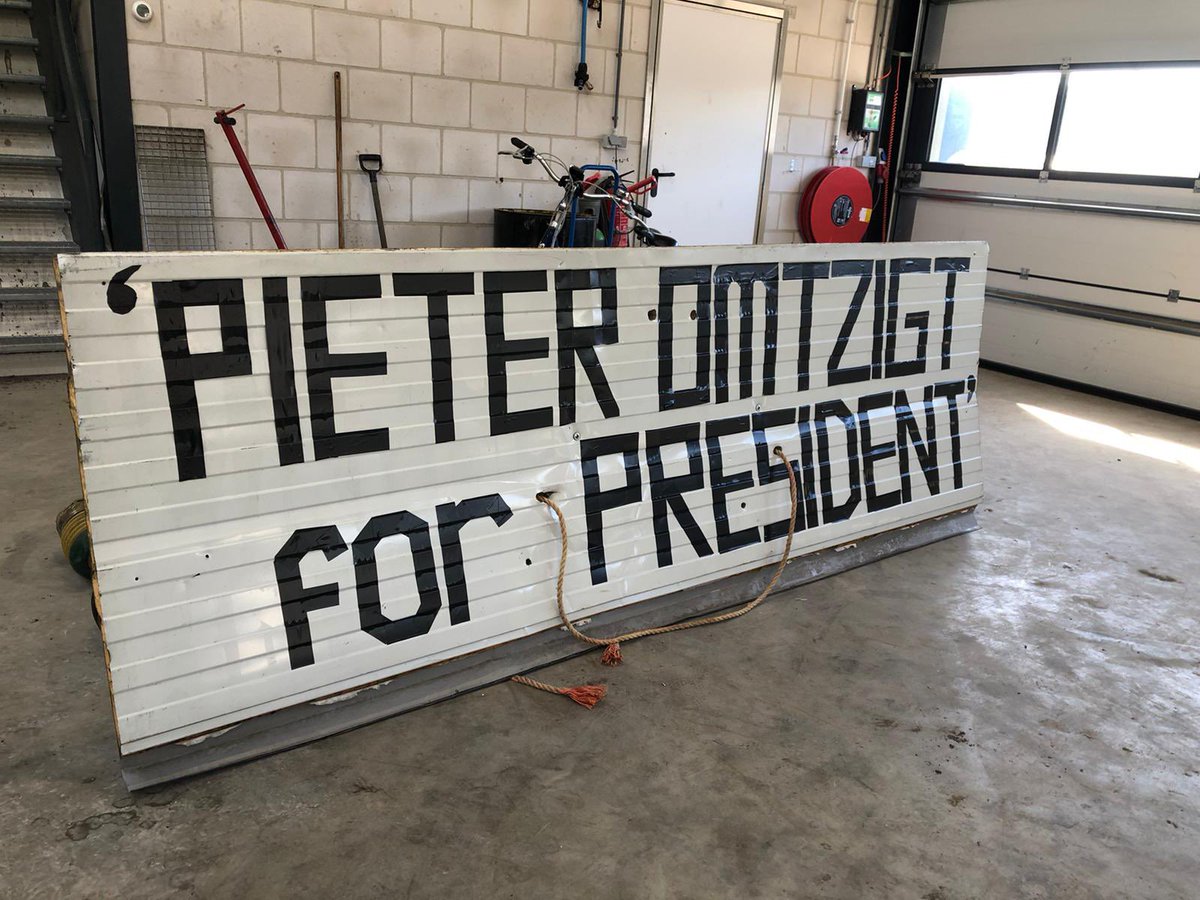 ‘PIETER OMTZIGT
for PRESIDENT’